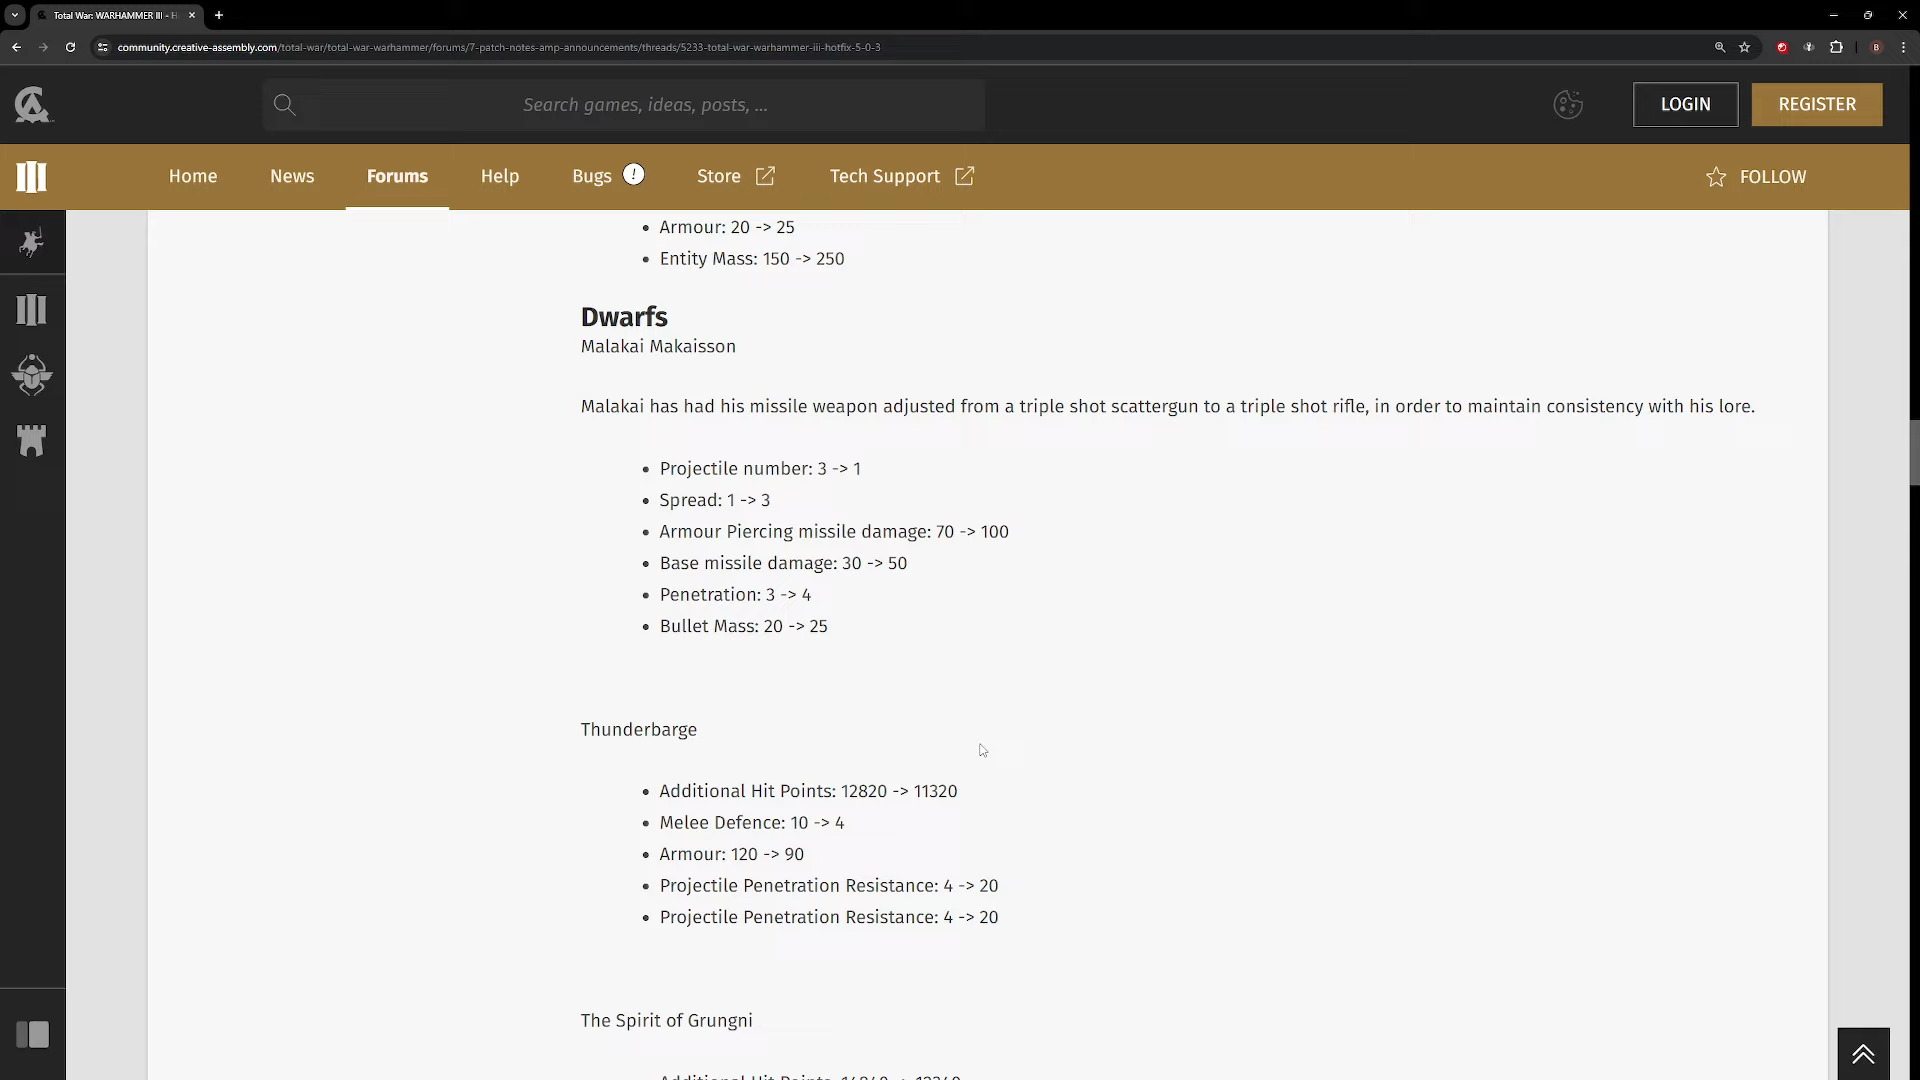 Total War: WARHAMMER III - H
community.creative-assembly.com/total-war/total-war-warhammer/forums/7-patch-notes-amp-announcements/threads/5233-total-war-warhammer-iii-hotfix-5-0-3
B
Search games, ideas, posts, ...
LOGIN
REGISTER
Home
News
Forums
Help
Bugs
!
Store
Tech Support
FOLLOW
• Armour: 20 -> 25
• Entity Mass: 150 -> 250
Dwarfs
Malakai Makaisson
Malakai has had his missile weapon adjusted from a triple shot scattergun to a triple shot rifle, in order to maintain consistency with his lore.
• Projectile number: 3 -> 1
• Spread: 1 -> 3
• Armour Piercing missile damage: 70 -> 100
• Base missile damage: 30 -> 50
• Penetration: 3 -> 4
• Bullet Mass: 20 -> 25
Thunderbarge
• Additional Hit Points: 12820 -> 11320
• Melee Defence: 10 -> 4
• Armour: 120 -> 90
• Projectile Penetration Resistance: 4 -> 20
• Projectile Penetration Resistance: 4 -> 20
The Spirit of Grungni
Additional Hit Points: